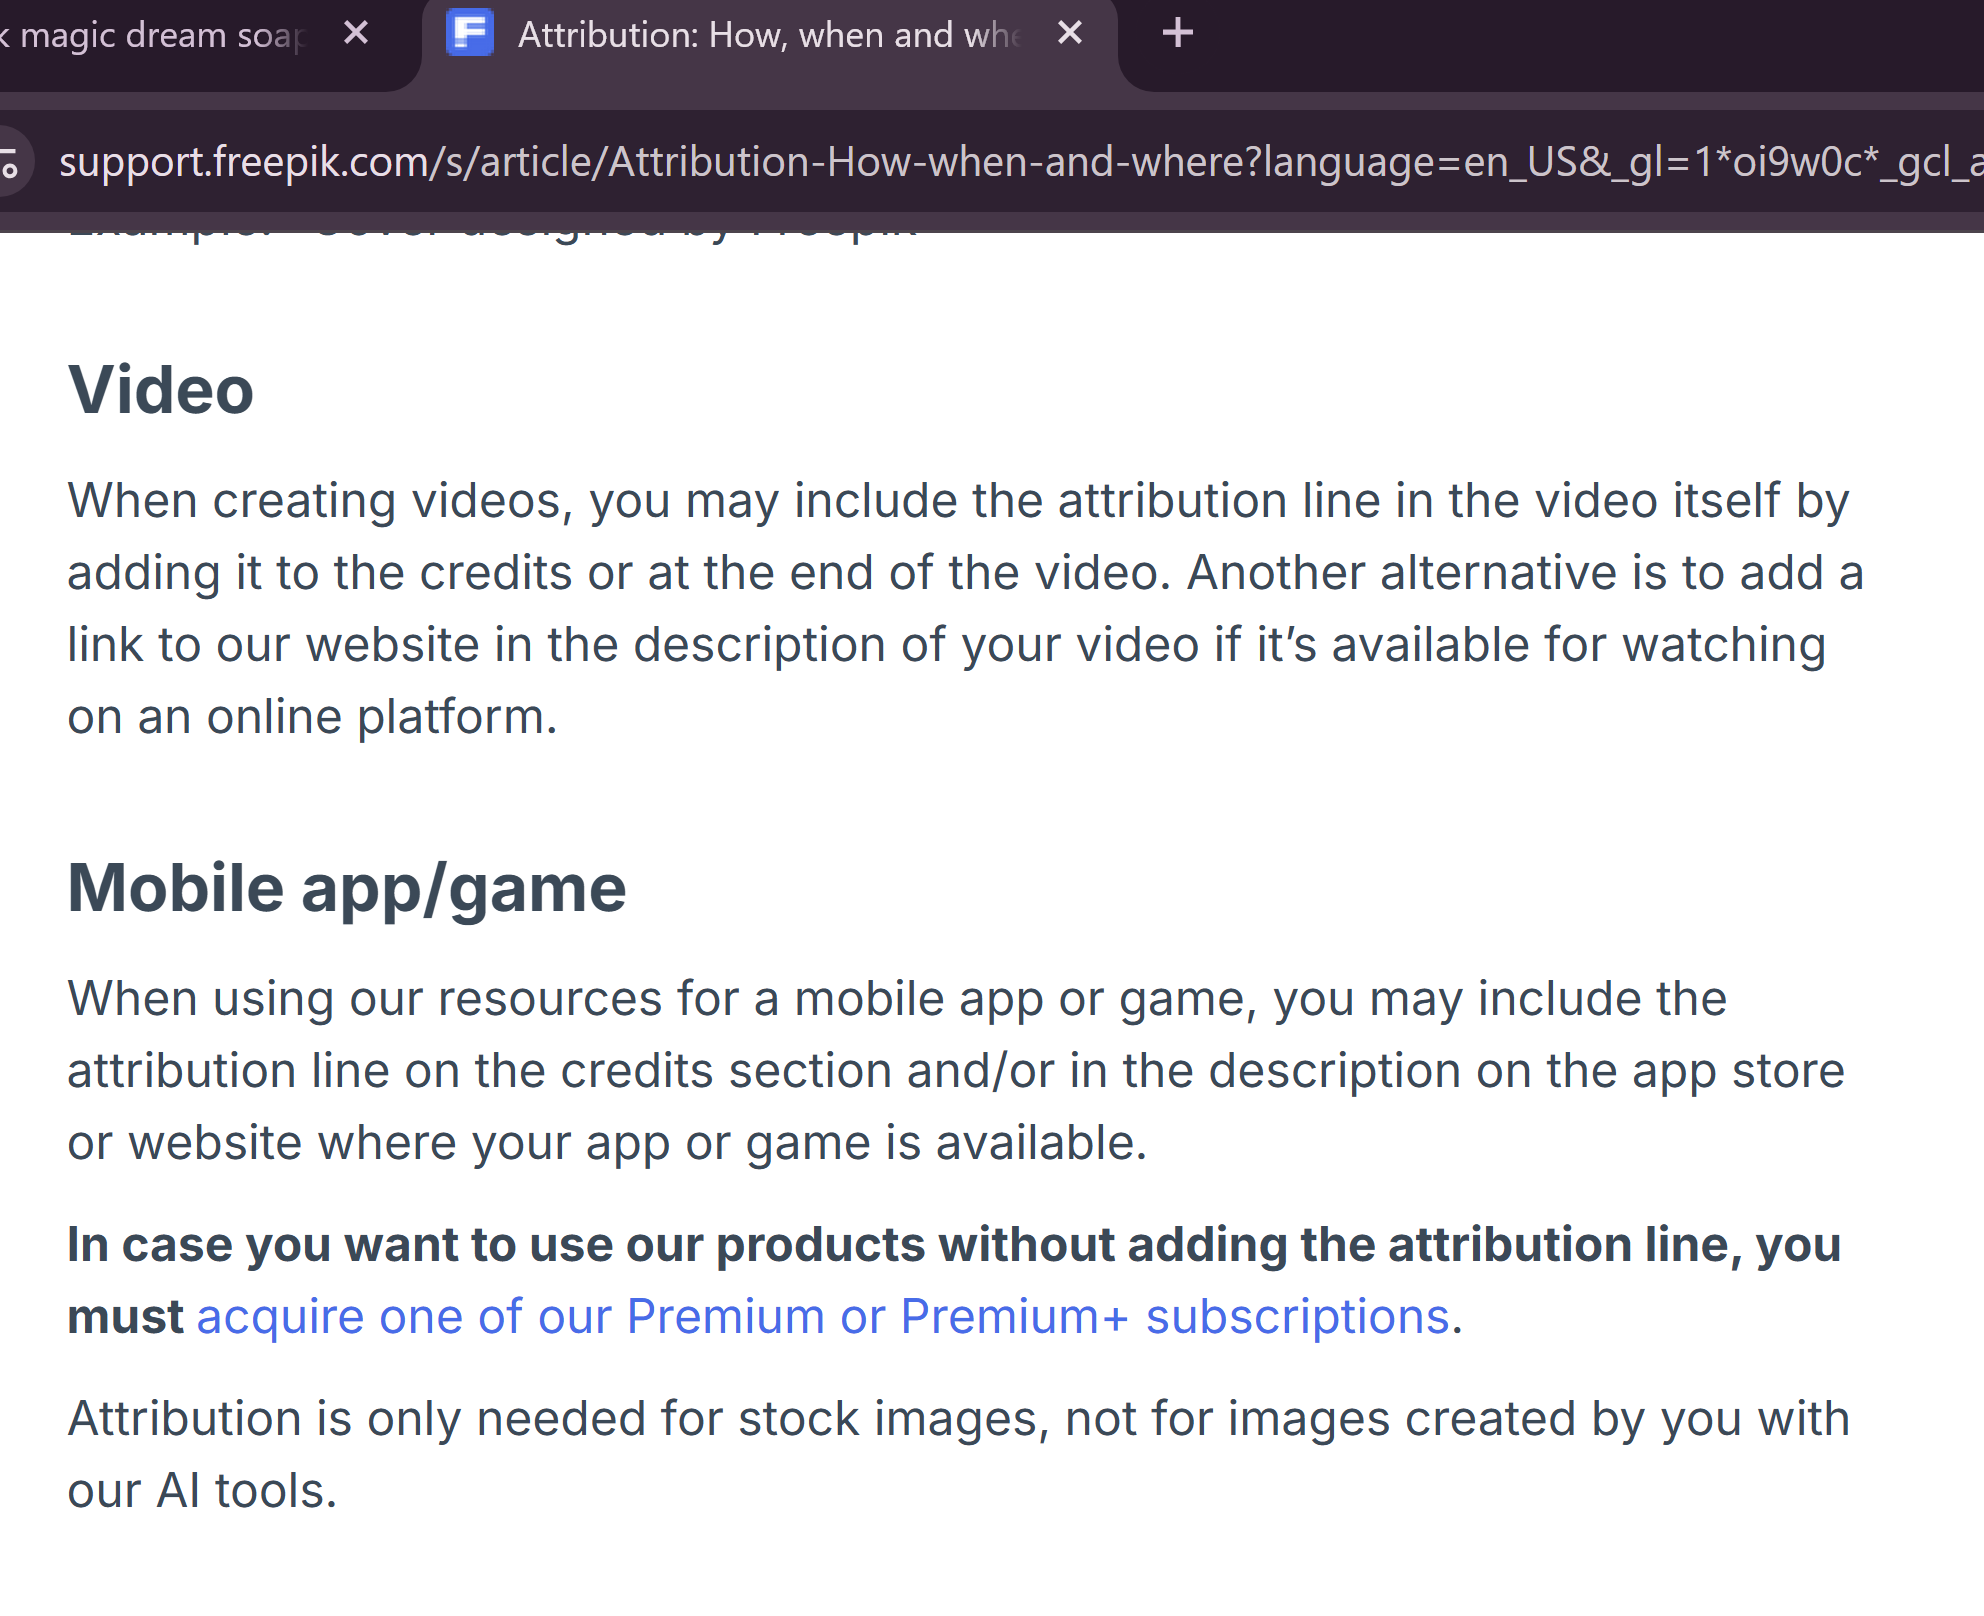 k magic dream soap
Attribution: How, when and whe
support.freepik.com/s/article/Attribution-How-when-and-where?language=en_US&_gl=1*oi9w0c*_gcl_a
Example: "Cover designed by Freepik"
Video
When creating videos, you may include the attribution line in the video itself by
adding it to the credits or at the end of the video. Another alternative is to add a
link to our website in the description of your video if it’s available for watching
on an online platform.
Mobile app/game
When using our resources for a mobile app or game, you may include the
attribution line on the credits section and/or in the description on the app store
or website where your app or game is available.
In case you want to use our products without adding the attribution line, you
must acquire one of our Premium or Premium+ subscriptions.
Attribution is only needed for stock images, not for images created by you with
our AI tools.